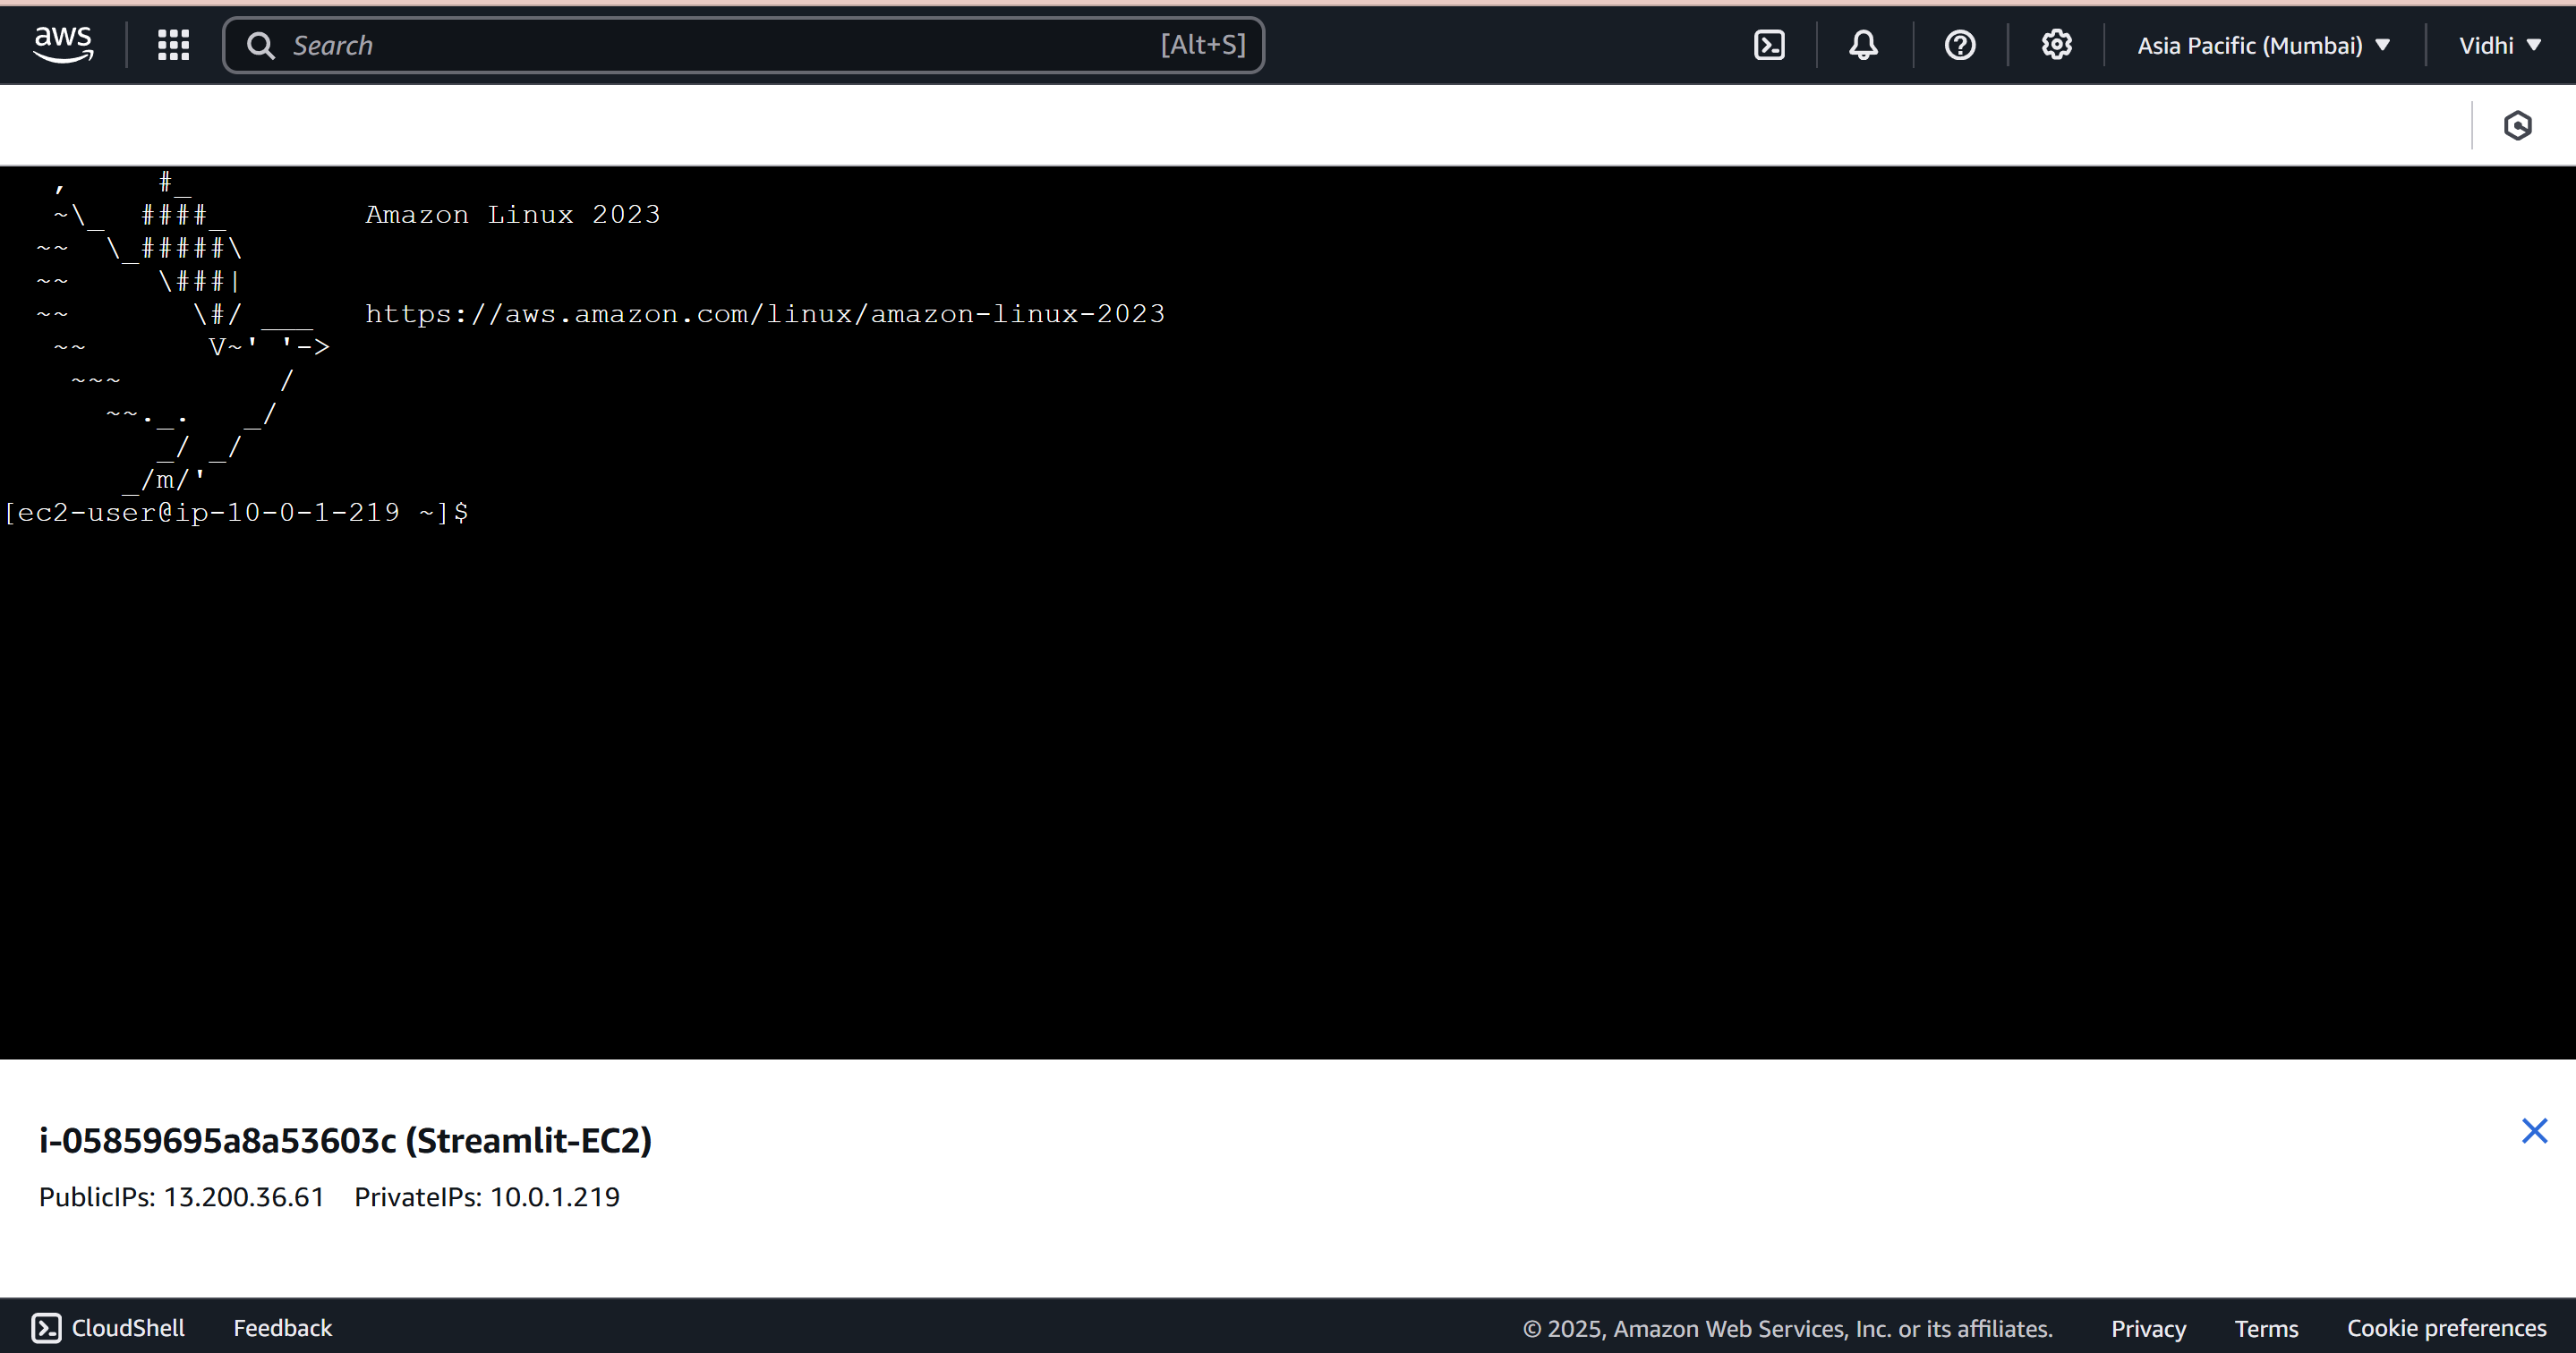 aws Search [Alt+S] Asia Pacific (Mumbai) Vidhi
   ,     #_
   ~\_  ####_        Amazon Linux 2023
  ~~  \_#####\
  ~~     \###|
  ~~       \#/ ___   https://aws.amazon.com/linux/amazon-linux-2023
   ~~       V~' '->
    ~~~         /
      ~~._.   _/
         _/ _/
       _/m/'
[ec2-user@ip-10-0-1-219 ~]$
i-05859695a8a53603c (Streamlit-EC2)
PublicIPs: 13.200.36.61 PrivateIPs: 10.0.1.219
CloudShell Feedback © 2025, Amazon Web Services, Inc. or its affiliates. Privacy Terms Cookie preferences